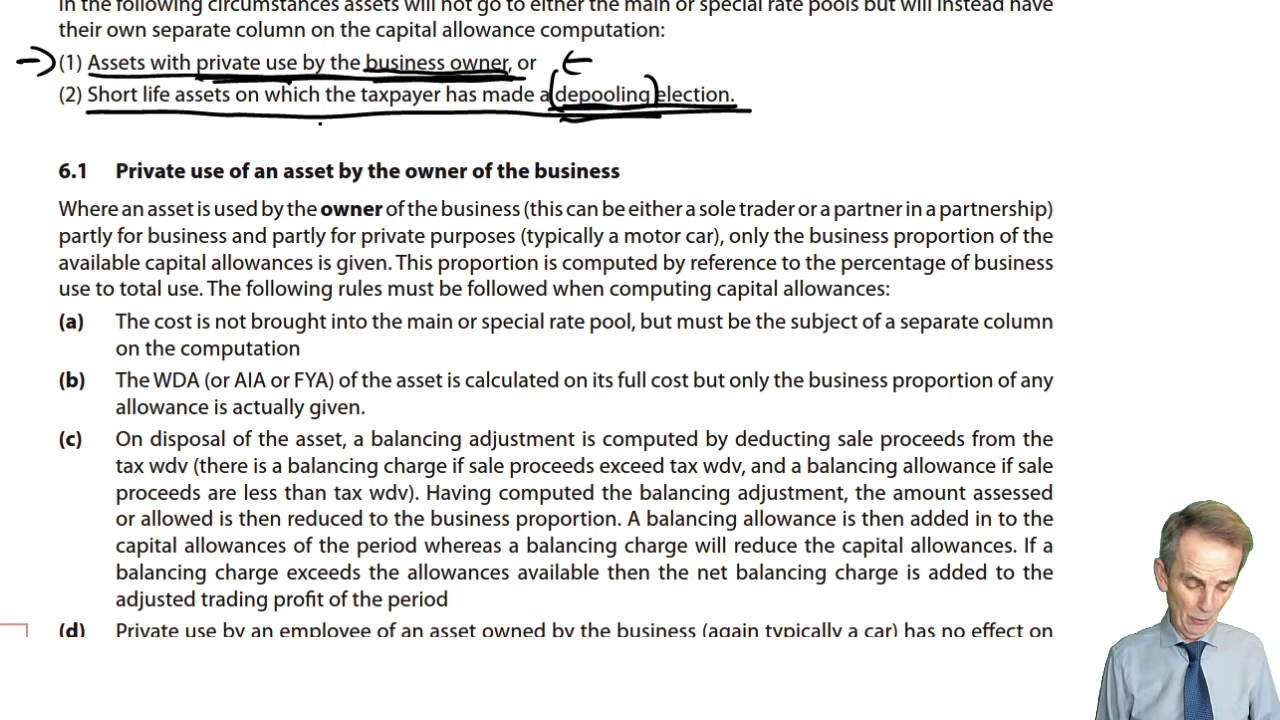 In the following circumstances assets will not go to either the main or special rate pools but will instead have
their own separate column on the capital allowance computation:
(1) Assets with private use by the business owner, or
(2) Short life assets on which the taxpayer has made a depooling election.
6.1 Private use of an asset by the owner of the business
Where an asset is used by the owner of the business (this can be either a sole trader or a partner in a partnership)
partly for business and partly for private purposes (typically a motor car), only the business proportion of the
available capital allowances is given. This proportion is computed by reference to the percentage of business
use to total use. The following rules must be followed when computing capital allowances:
(a) The cost is not brought into the main or special rate pool, but must be the subject of a separate column
on the computation
(b) The WDA (or AIA or FYA) of the asset is calculated on its full cost but only the business proportion of any
allowance is actually given.
(c) On disposal of the asset, a balancing adjustment is computed by deducting sale proceeds from the
tax wdv (there is a balancing charge if sale proceeds exceed tax wdv, and a balancing allowance if sale
proceeds are less than tax wdv). Having computed the balancing adjustment, the amount assessed
or allowed is then reduced to the business proportion. A balancing allowance is then added in to the
capital allowances of the period whereas a balancing charge will reduce the capital allowances. If a
balancing charge exceeds the allowances available then the net balancing charge is added to the
adjusted trading profit of the period
(d) Private use by an employee of an asset owned by the business (again typically a car) has no effect on